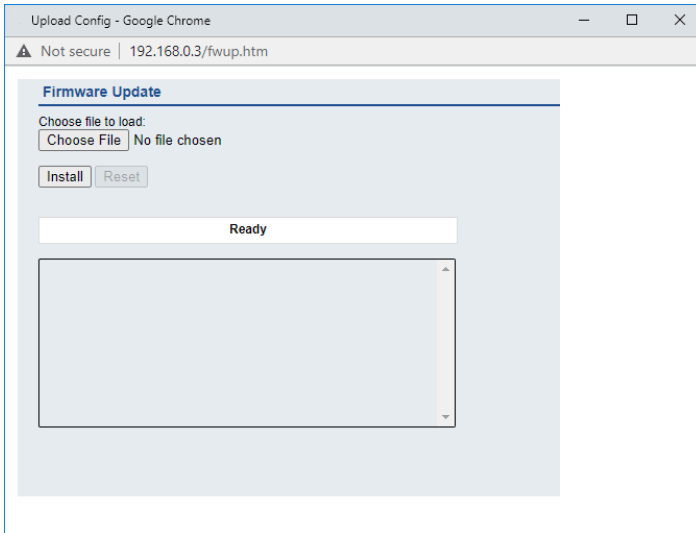 Upload Config - Google Chrome
Not secure | 192.168.0.3/fwup.htm
Firmware Update
Choose file to load:
Choose File No file chosen
Install Reset
Ready